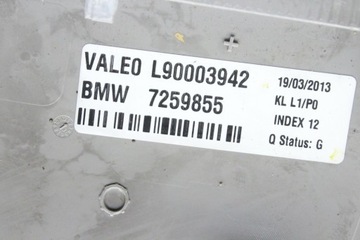 VALEO L90003942
BMW 7259855
19/03/2013
KL L1/P0
INDEX 12
Q Status: G